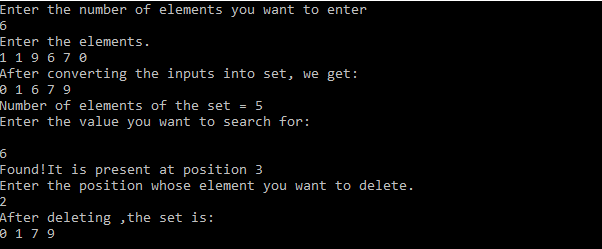 Enter the number of elements you want to enter
6
Enter the elements.
1 1 9 6 7 0
After converting the inputs into set, we get:
0 1 6 7 9
Number of elements of the set = 5
Enter the value you want to search for:
6
Found!It is present at position 3
Enter the position whose element you want to delete.
2
After deleting ,the set is:
0 1 7 9